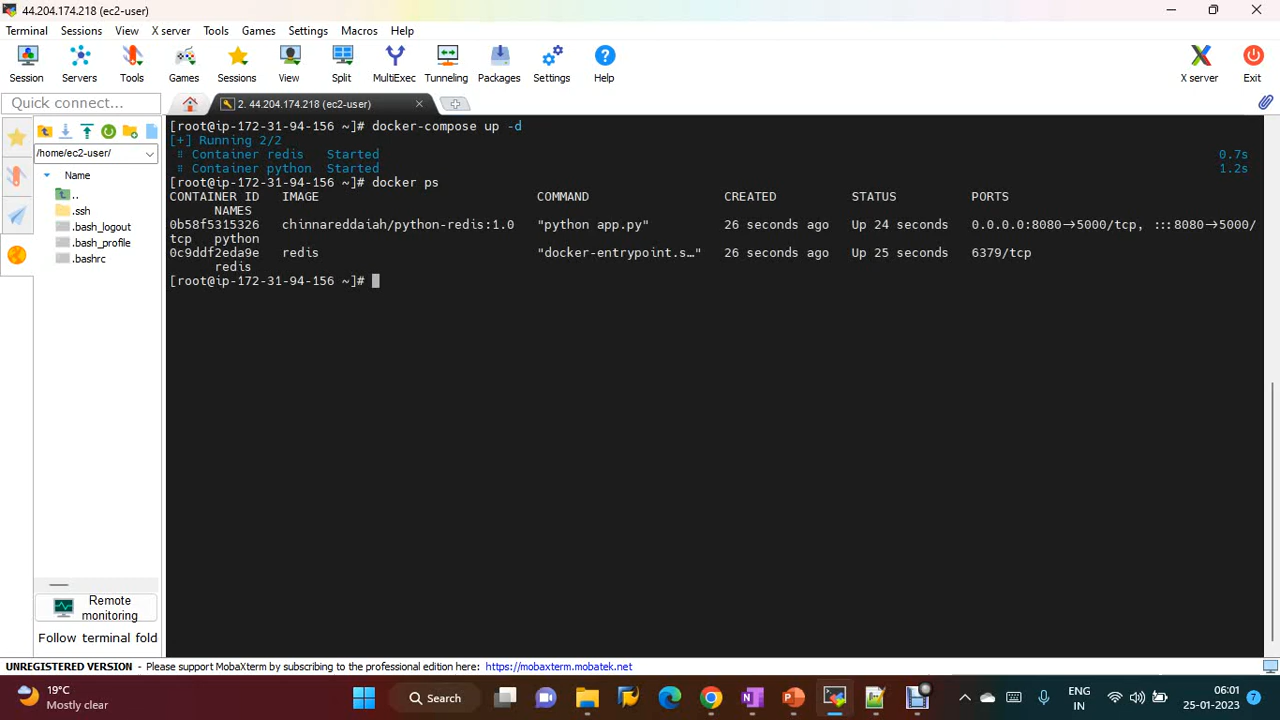 44.204.174.218 (ec2-user)
Terminal Sessions View X server Tools Games Settings Macros Help
Session Servers Tools Games Sessions View Split MultiExec Tunneling Packages Settings Help X server Exit
Quick connect...
2. 44.204.174.218 (ec2-user)
/home/ec2-user/
Name
..
.ssh
.bash_logout
.bash_profile
.bashrc
Remote
monitoring
Follow terminal fold
[root@ip-172-31-94-156 ~]# docker-compose up -d
[+] Running 2/2
⠿ Container redis Started 0.7s
⠿ Container python Started 1.2s
[root@ip-172-31-94-156 ~]# docker ps
CONTAINER ID IMAGE COMMAND CREATED STATUS PORTS
NAMES
0b58f5315326 chinnareddaiah/python-redis:1.0 "python app.py" 26 seconds ago Up 24 seconds 0.0.0.0:8080->5000/tcp, :::8080->5000/
tcp python
0c9ddf2eda9e redis "docker-entrypoint.s…" 26 seconds ago Up 25 seconds 6379/tcp
redis
[root@ip-172-31-94-156 ~]#
UNREGISTERED VERSION - Please support MobaXterm by subscribing to the professional edition here: https://mobaxterm.mobatek.net
19°C
Mostly clear
Search
ENG
IN
06:01
25-01-2023
7